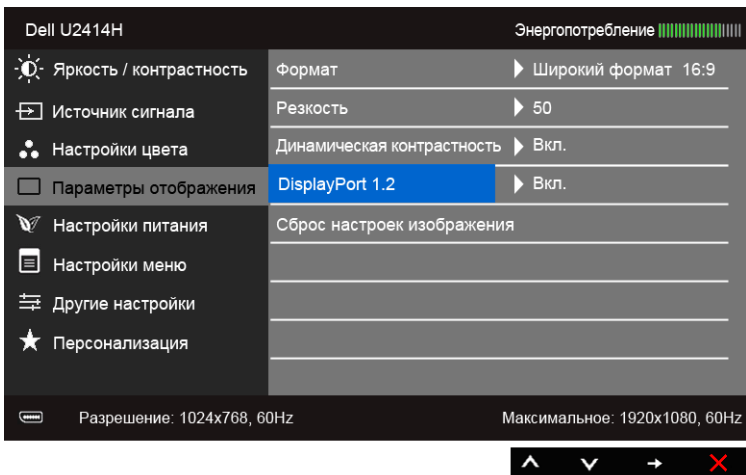 Dell U2414H Энергопотребление
Яркость / контрастность Формат Широкий формат 16:9
Источник сигнала Резкость 50
Настройки цвета Динамическая контрастность Вкл.
Параметры отображения DisplayPort 1.2 Вкл.
Настройки питания Сброс настроек изображения
Настройки меню
Другие настройки
Персонализация
Разрешение: 1024x768, 60Hz Максимальное: 1920x1080, 60Hz